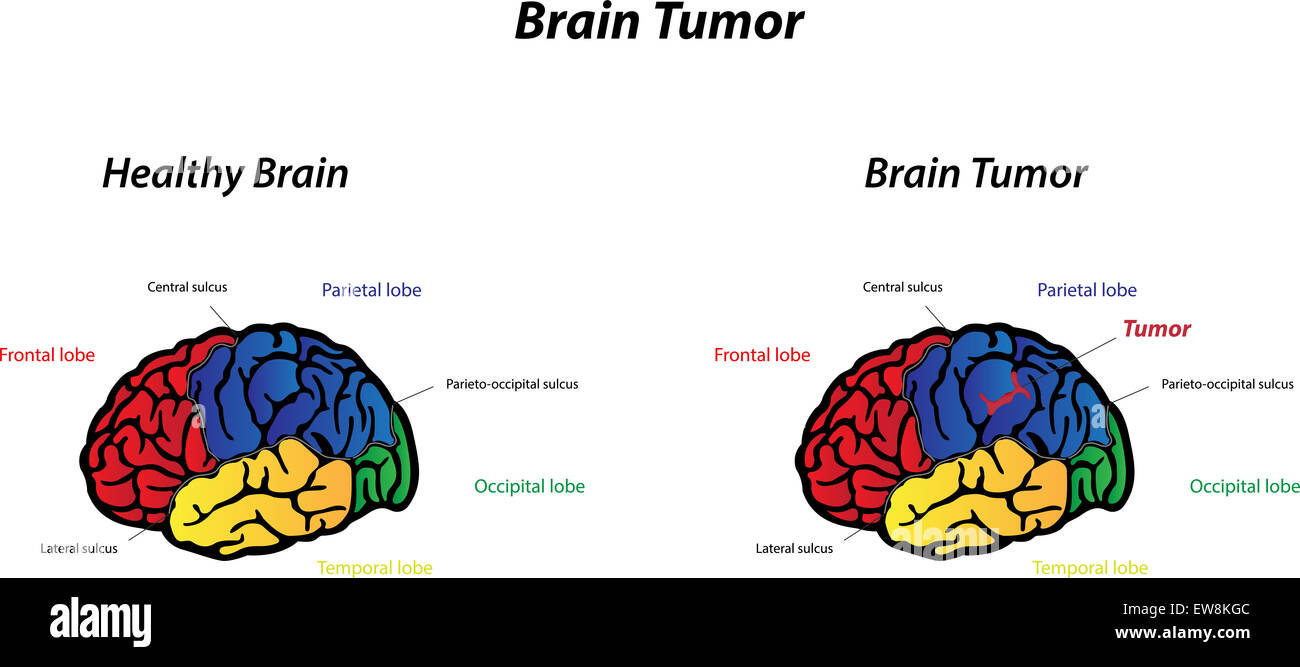 Brain Tumor
Healthy Brain
Brain Tumor
Central sulcus
Parietal lobe
Frontal lobe
Parieto-occipital sulcus
Occipital lobe
Lateral sulcus
Temporal lobe
Central sulcus
Parietal lobe
Tumor
Frontal lobe
Parieto-occipital sulcus
Occipital lobe
Lateral sulcus
Temporal lobe
a
a
alamy
alamy
alamy
Image ID: EW8KGC
www.alamy.com